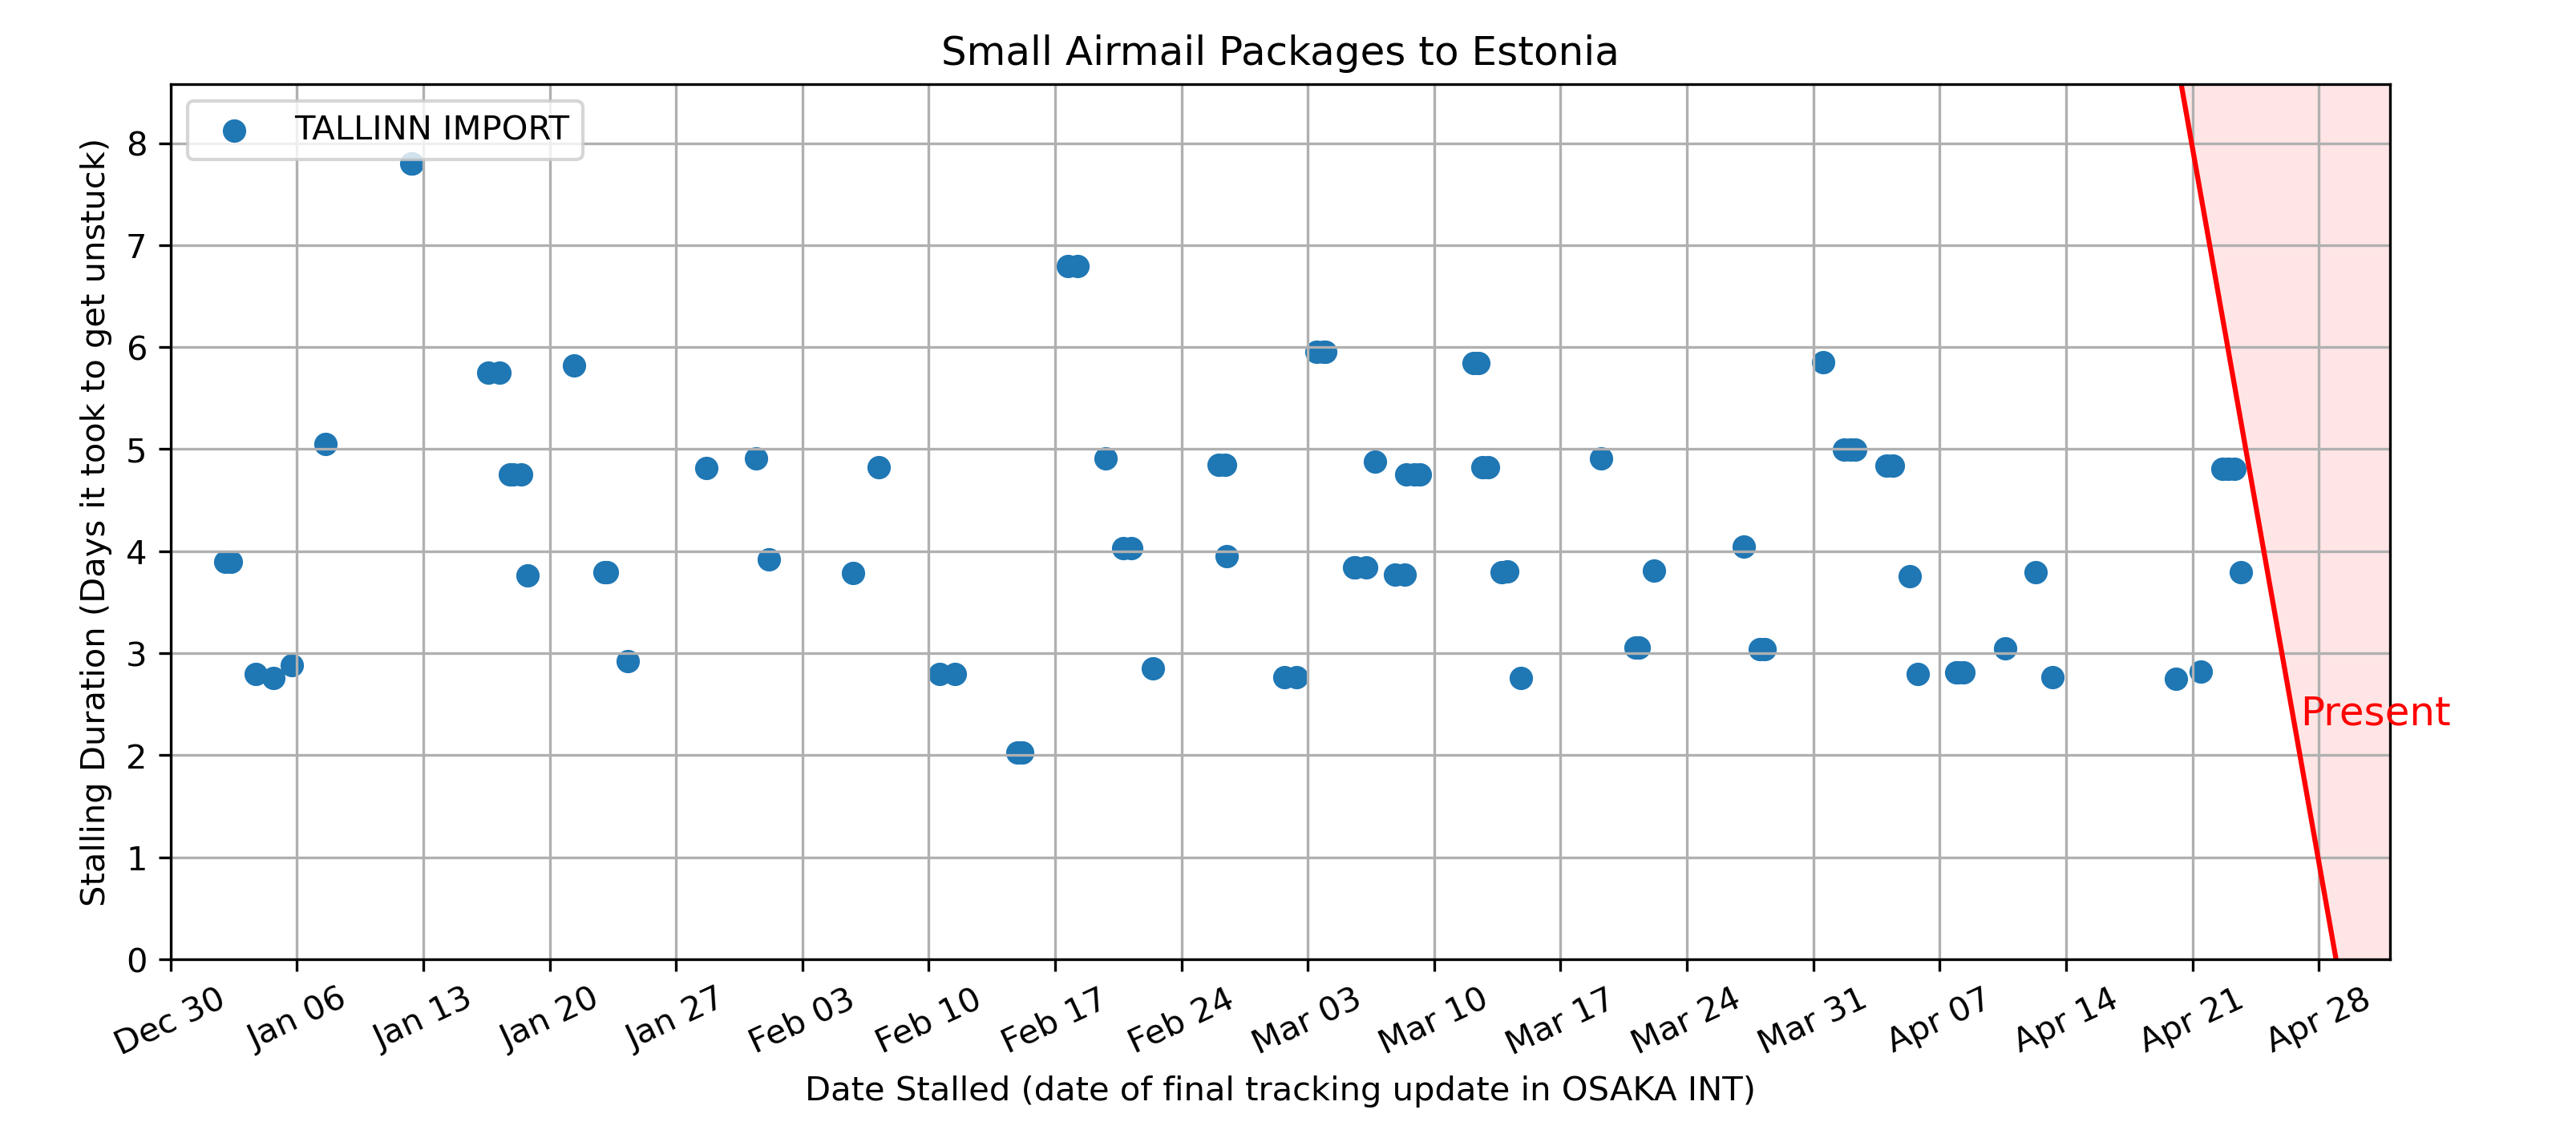 Small Airmail Packages to Estonia
TALLINN IMPORT
Stalling Duration (Days it took to get unstuck)
8
7
6
5
4
3
2
1
0
Present
Dec 30
Jan 06
Jan 13
Jan 20
Jan 27
Feb 03
Feb 10
Feb 17
Feb 24
Mar 03
Mar 10
Mar 17
Mar 24
Mar 31
Apr 07
Apr 14
Apr 21
Apr 28
Date Stalled (date of final tracking update in OSAKA INT)